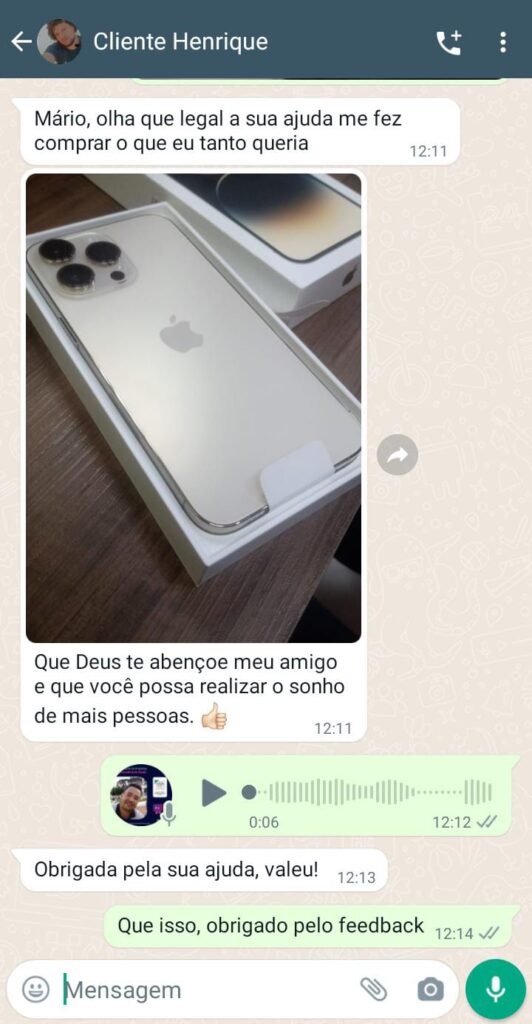 Cliente Henrique
Mário, olha que legal a sua ajuda me fez
comprar o que eu tanto queria
12:11
Que Deus te abençoe meu amigo
e que você possa realizar o sonho
de mais pessoas. 👍🏻
12:11
0:06
12:12
Obrigada pela sua ajuda, valeu!
12:13
Que isso, obrigado pelo feedback
12:14
Mensagem